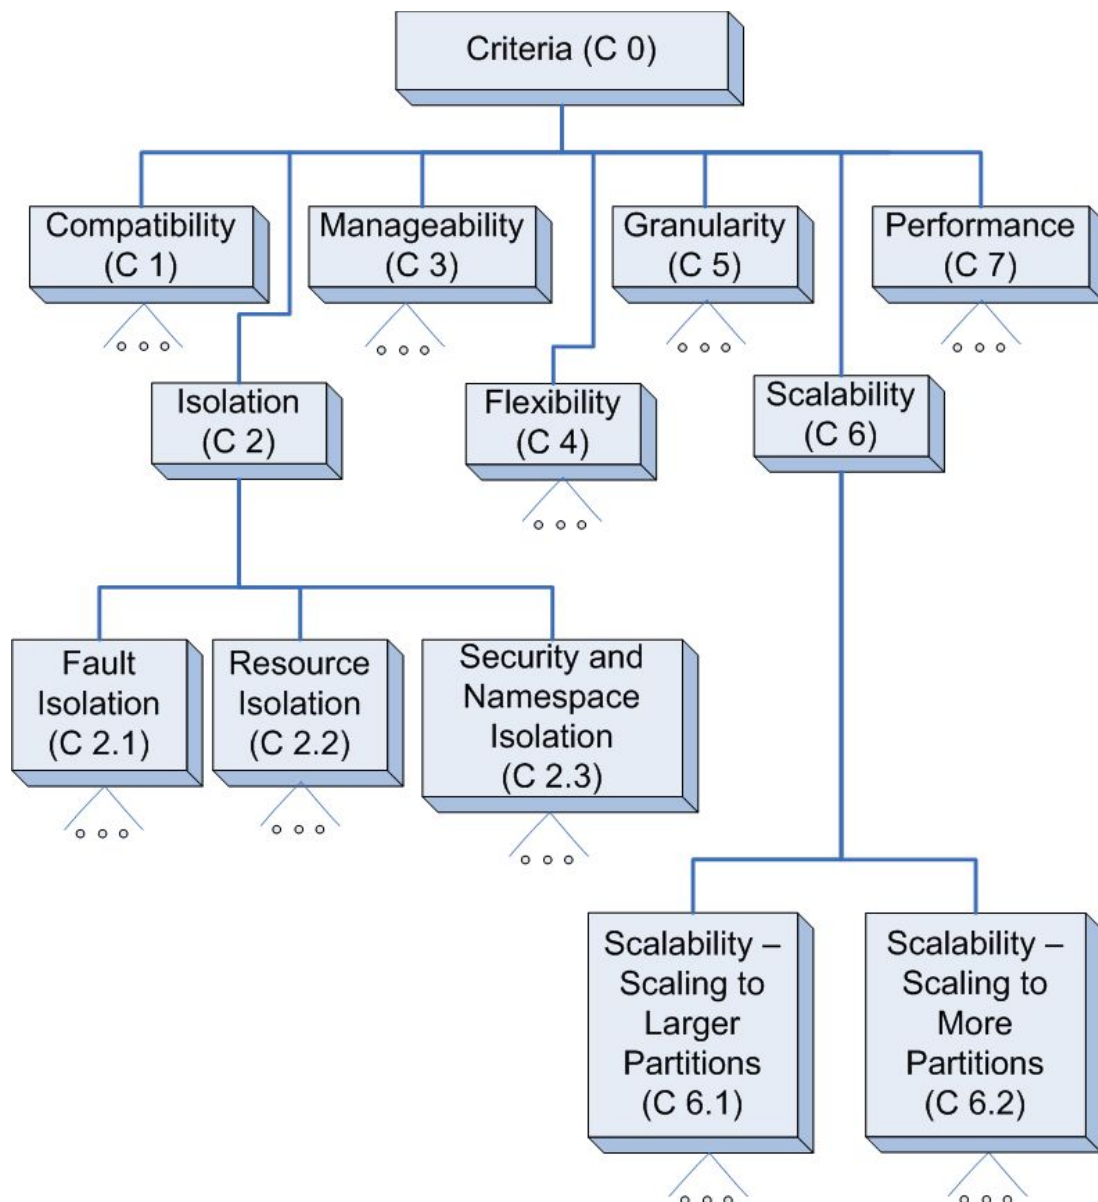 Criteria (C 0)
Compatibility
(C 1)
Manageability
(C 3)
Granularity
(C 5)
Performance
(C 7)
Isolation
(C 2)
Flexibility
(C 4)
Scalability
(C 6)
Fault
Isolation
(C 2.1)
Resource
Isolation
(C 2.2)
Security and
Namespace
Isolation
(C 2.3)
Scalability –
Scaling to
Larger
Partitions
(C 6.1)
Scalability –
Scaling to
More
Partitions
(C 6.2)